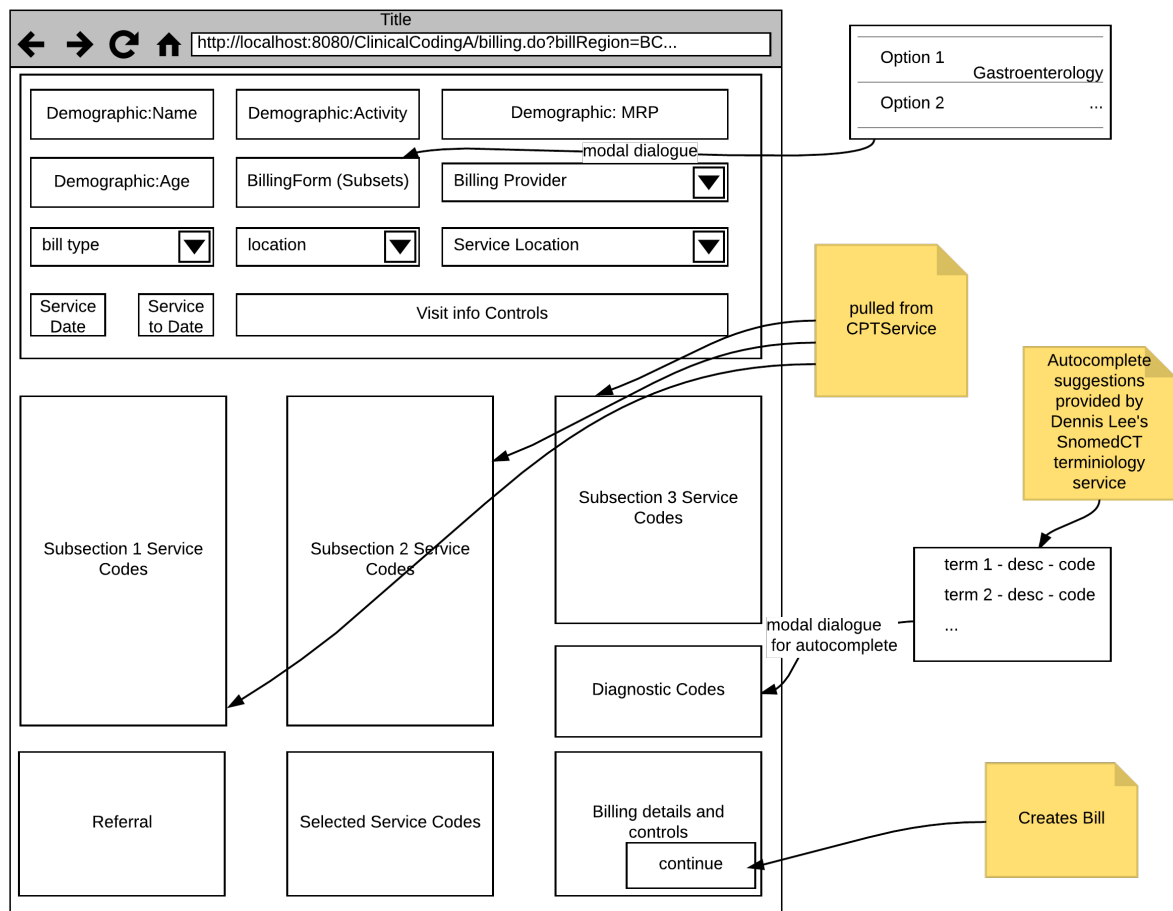 Title
http://localhost:8080/ClinicalCodingA/billing.do?billRegion=BC...
Option 1
Gastroenterology
Option 2
...
Demographic:Name
Demographic:Activity
Demographic: MRP
modal dialogue
Demographic:Age
BillingForm (Subsets)
Billing Provider
bill type
location
Service Location
Service
Date
Service
to Date
Visit info Controls
pulled from
CPTService
Autocomplete
suggestions
provided by
Dennis Lee's
SnomedCT
terminiology
service
Subsection 1 Service
Codes
Subsection 2 Service
Codes
Subsection 3 Service
Codes
term 1 - desc - code
term 2 - desc - code
...
modal dialogue
for autocomplete
Diagnostic Codes
Referral
Selected Service Codes
Billing details and
controls
continue
Creates Bill